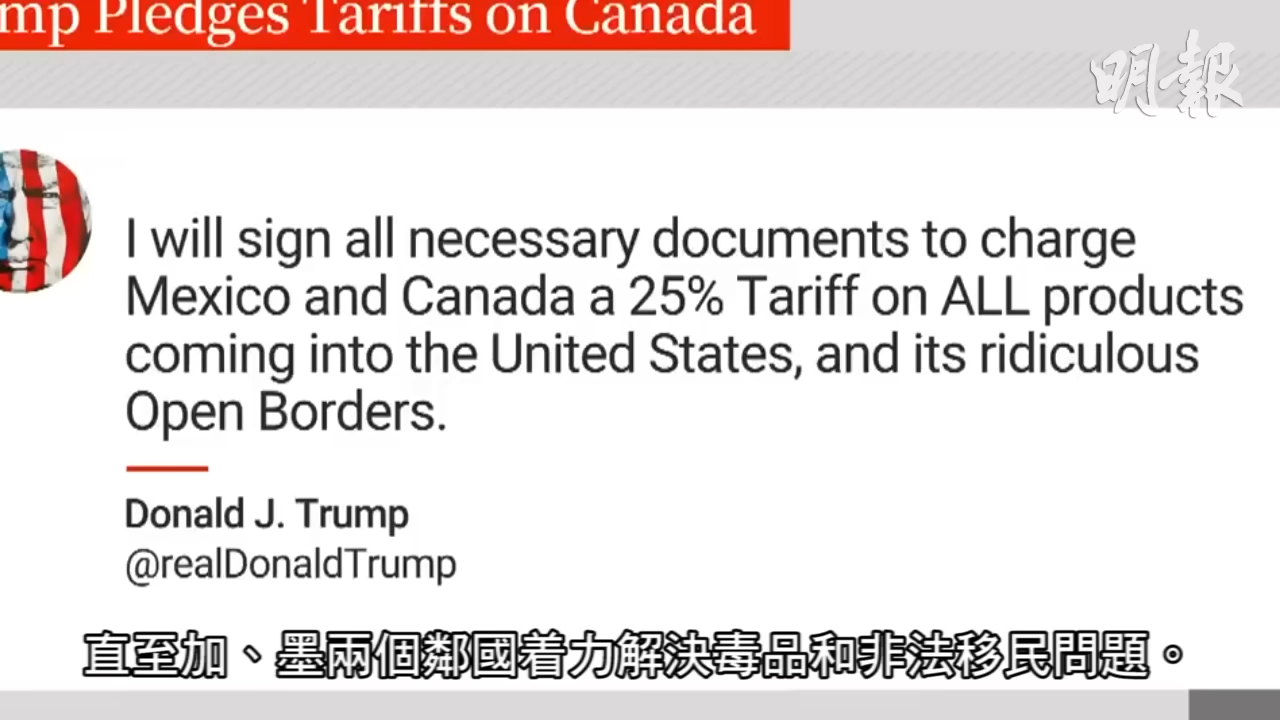 mp Pledges Tariffs on Canada
明報
I will sign all necessary documents to charge
Mexico and Canada a 25% Tariff on ALL products
coming into the United States, and its ridiculous
Open Borders.
Donald J. Trump
@realDonaldTrump
直至加、墨兩個鄰國着力解決毒品和非法移民問題。